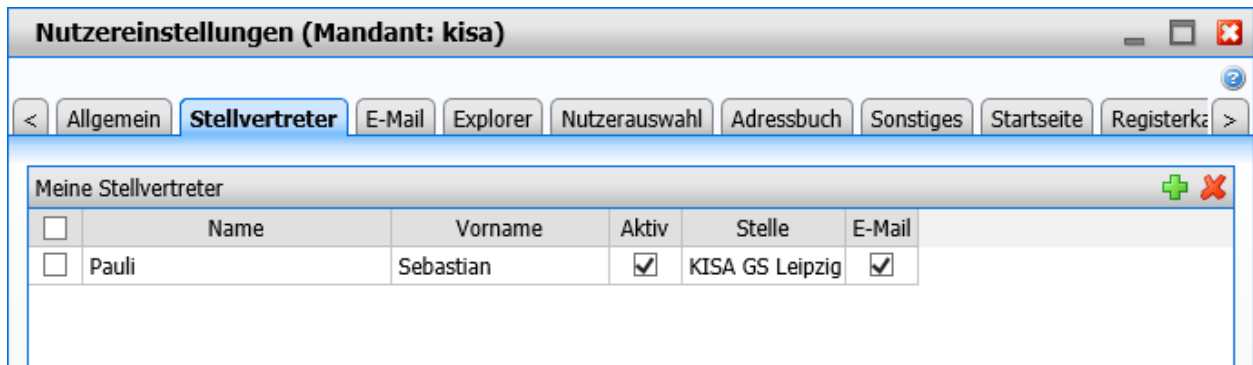 Nutzereinstellungen (Mandant: kisa)
< Allgemein Stellvertreter E-Mail Explorer Nutzerauswahl Adressbuch Sonstiges Startseite Registerka >
Meine Stellvertreter
Name Vorname Aktiv Stelle E-Mail
Pauli Sebastian KISA GS Leipzig